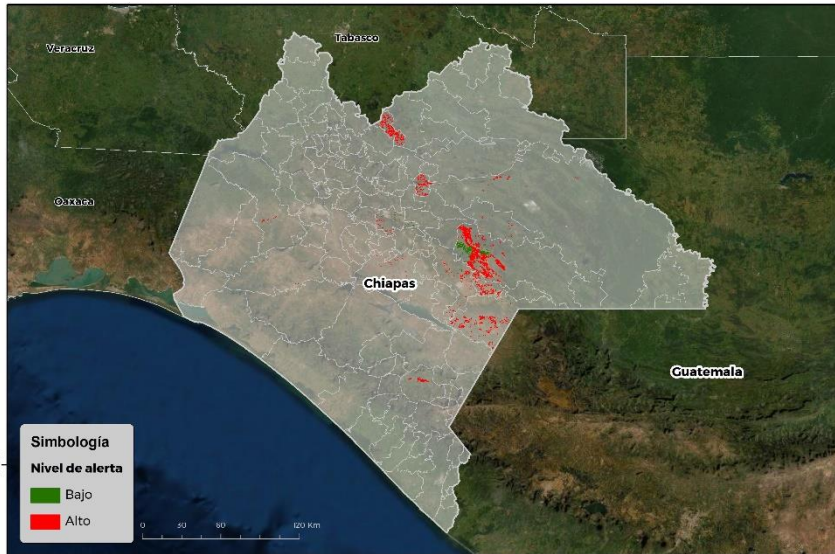 Veracruz
Tabasco
Oaxaca
Chiapas
Guatemala
Simbología
Nivel de alerta
Bajo
Alto
0 30 60 120 Km